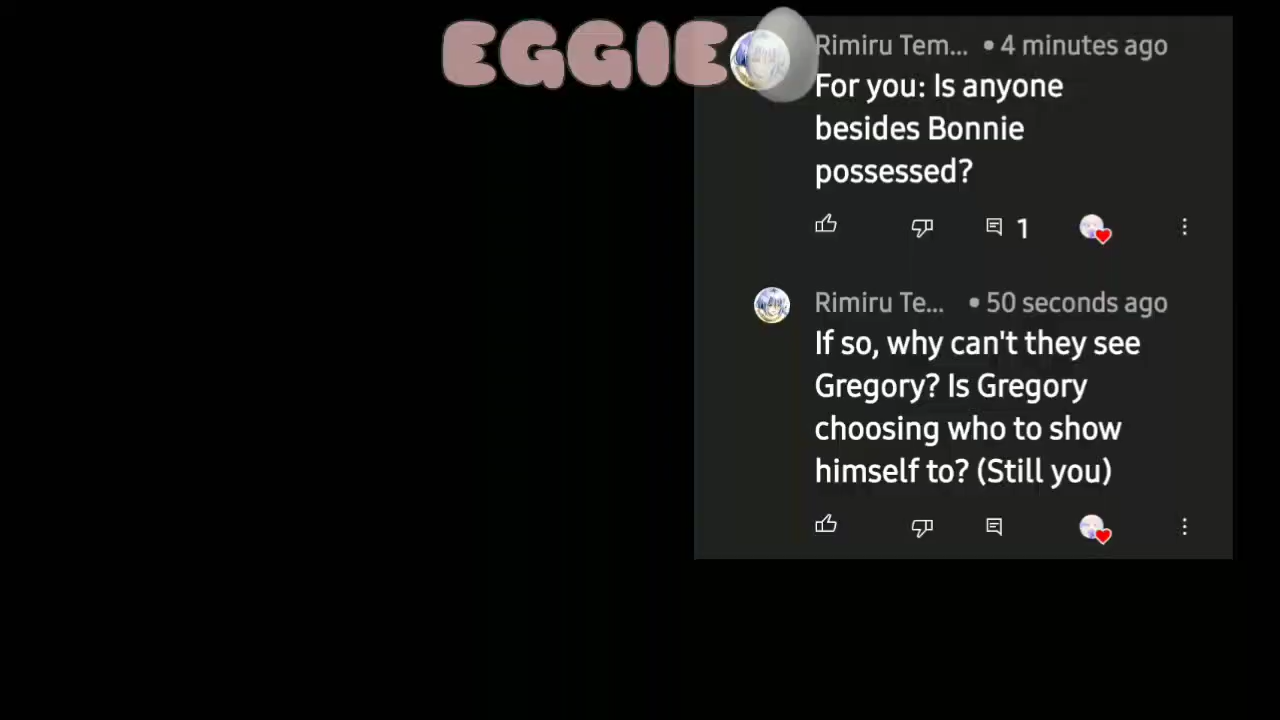 EGGIE
Rimiru Tem... • 4 minutes ago
For you: Is anyone
besides Bonnie
possessed?
1
Rimiru Te... • 50 seconds ago
If so, why can't they see
Gregory? Is Gregory
choosing who to show
himself to? (Still you)